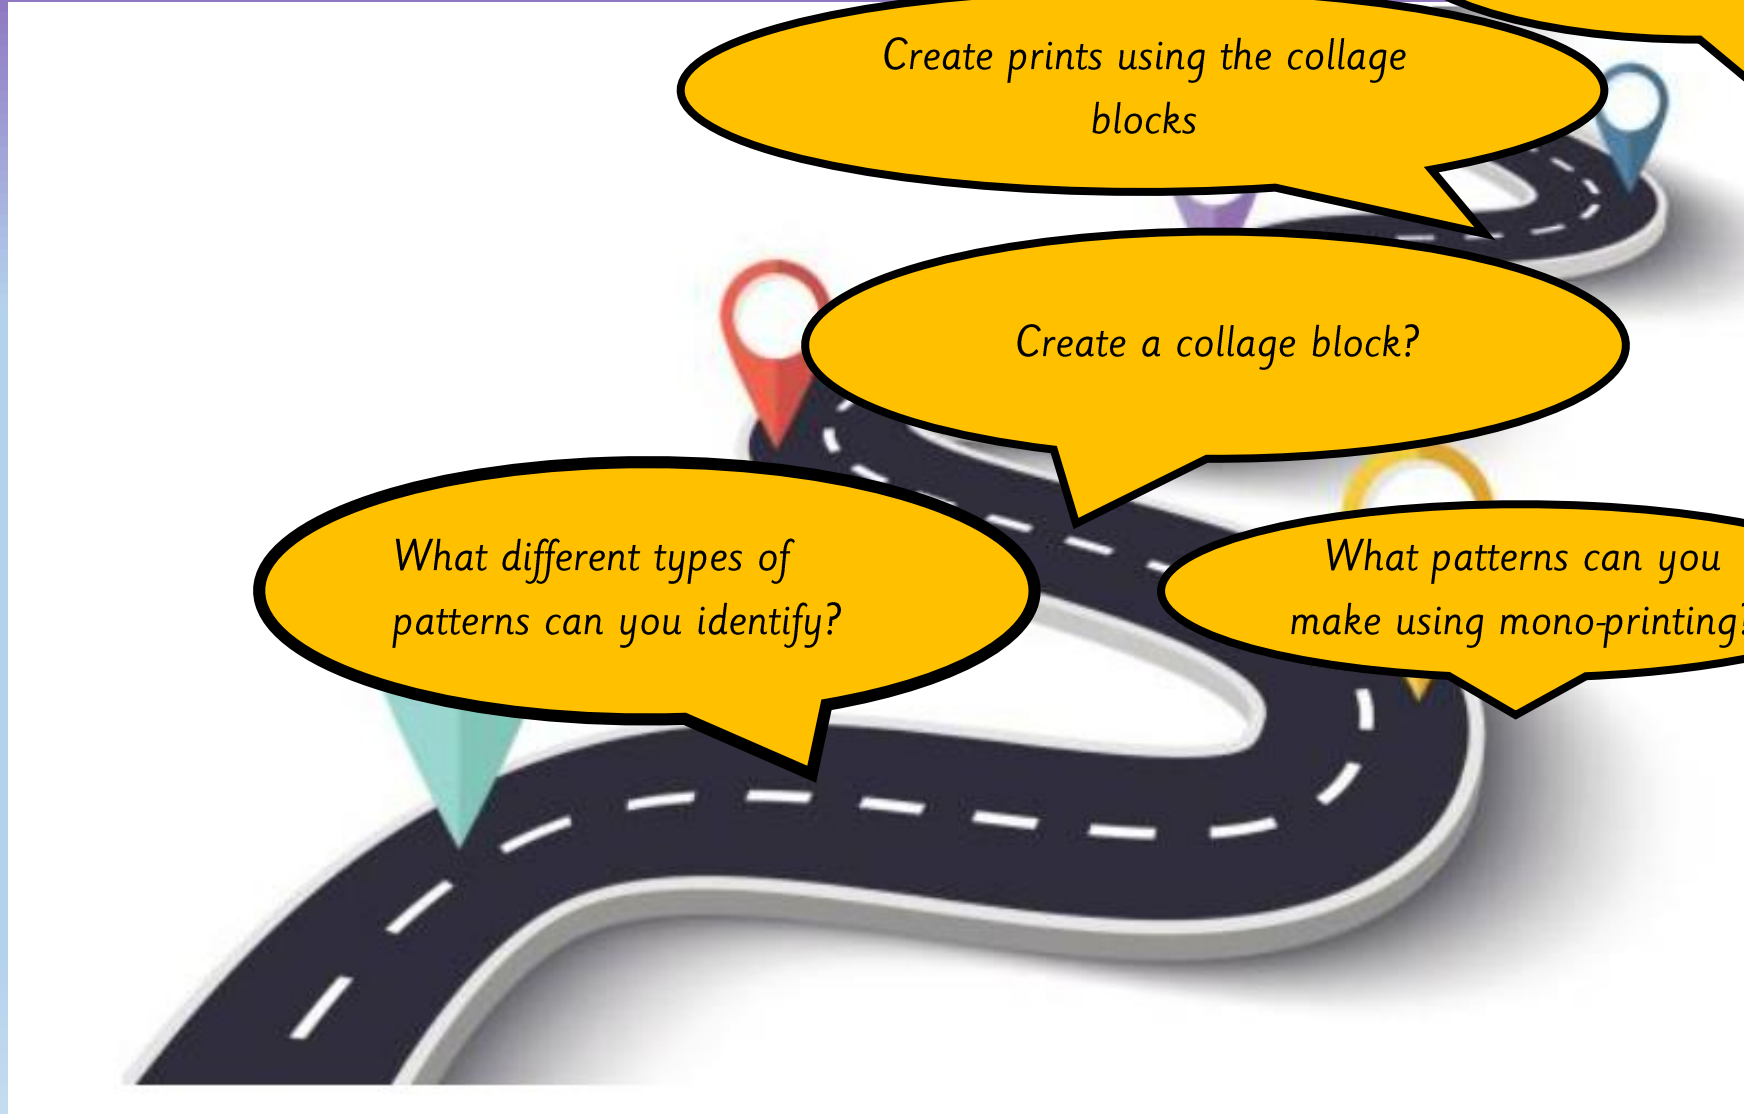 Create prints using the collage
blocks
Create a collage block?
What different types of
patterns can you identify?
What patterns can you
make using mono-printing?